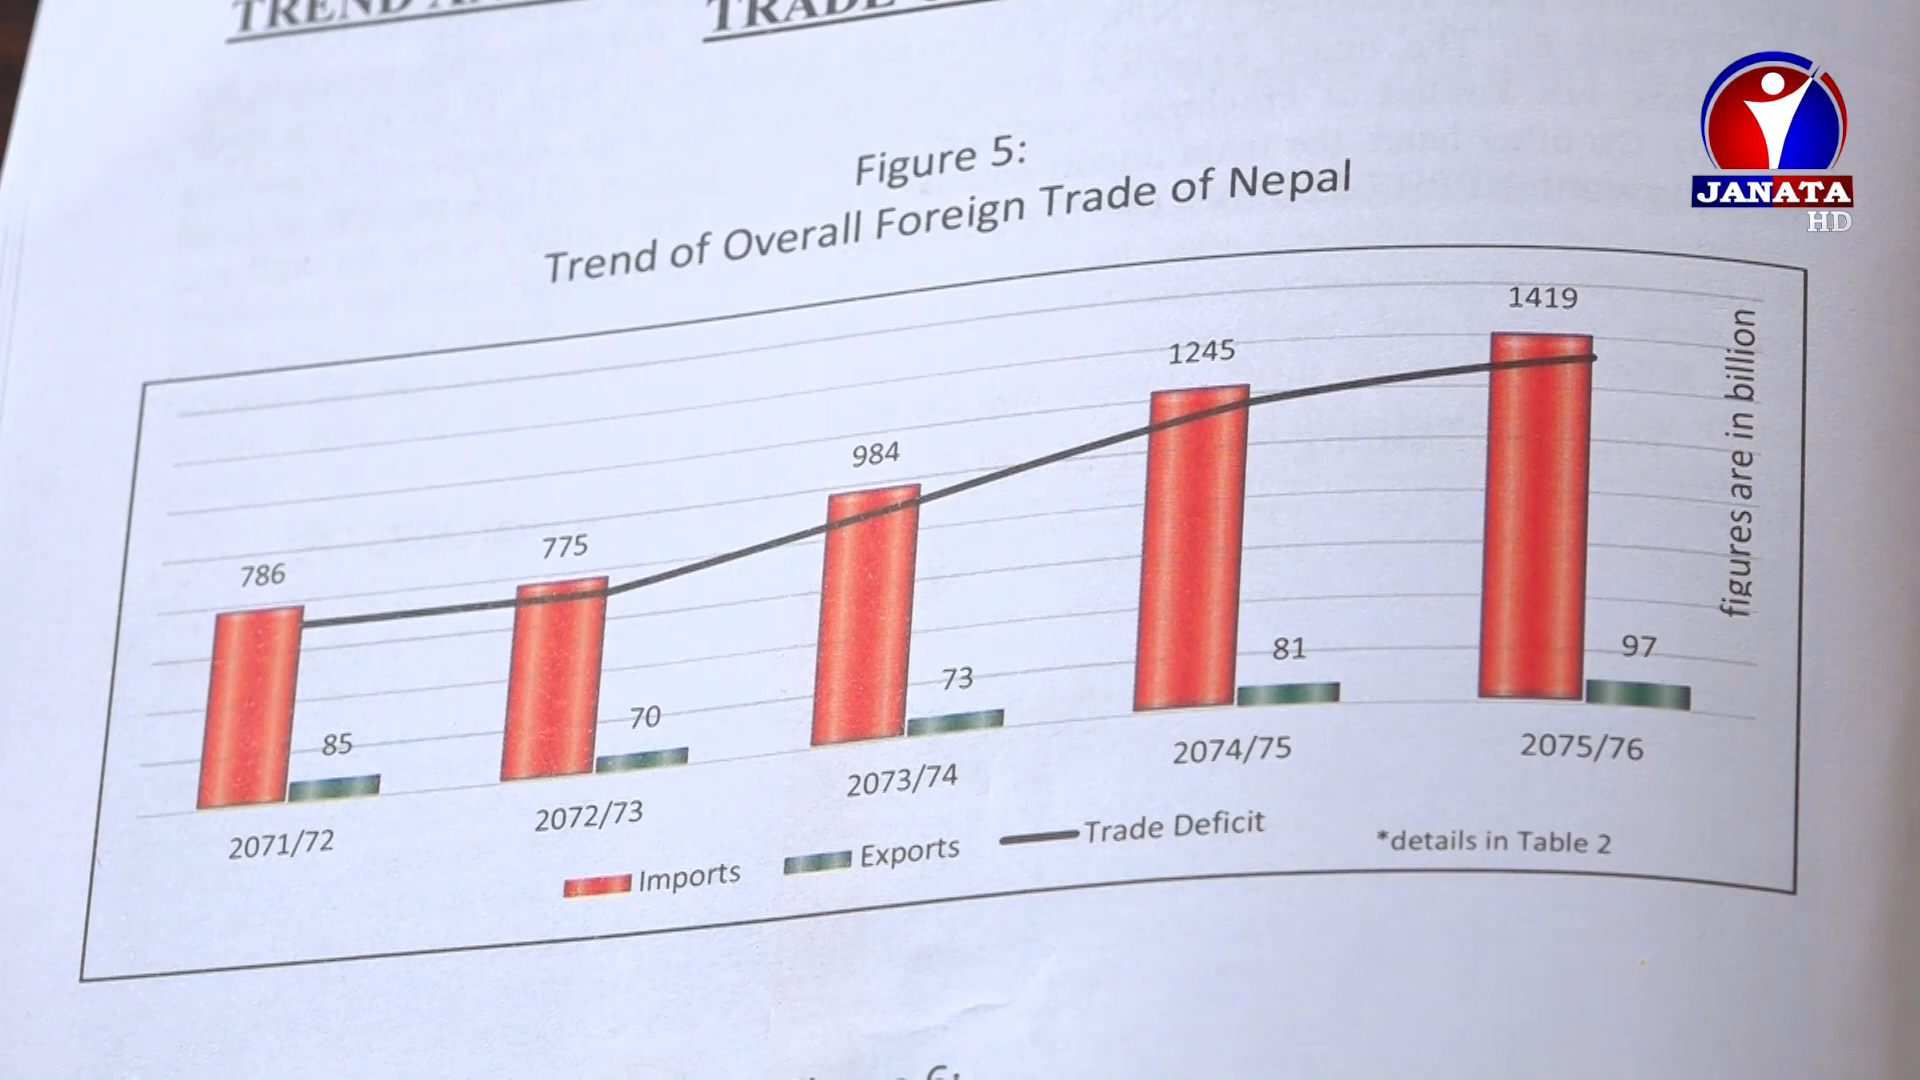 TREND
TRADE
JANATA
HD
Figure 5:
Trend of Overall Foreign Trade of Nepal
786
85
775
70
984
73
1245
81
1419
97
figures are in billion
2071/72
2072/73
2073/74
2074/75
2075/76
Imports
Exports
Trade Deficit
*details in Table 2